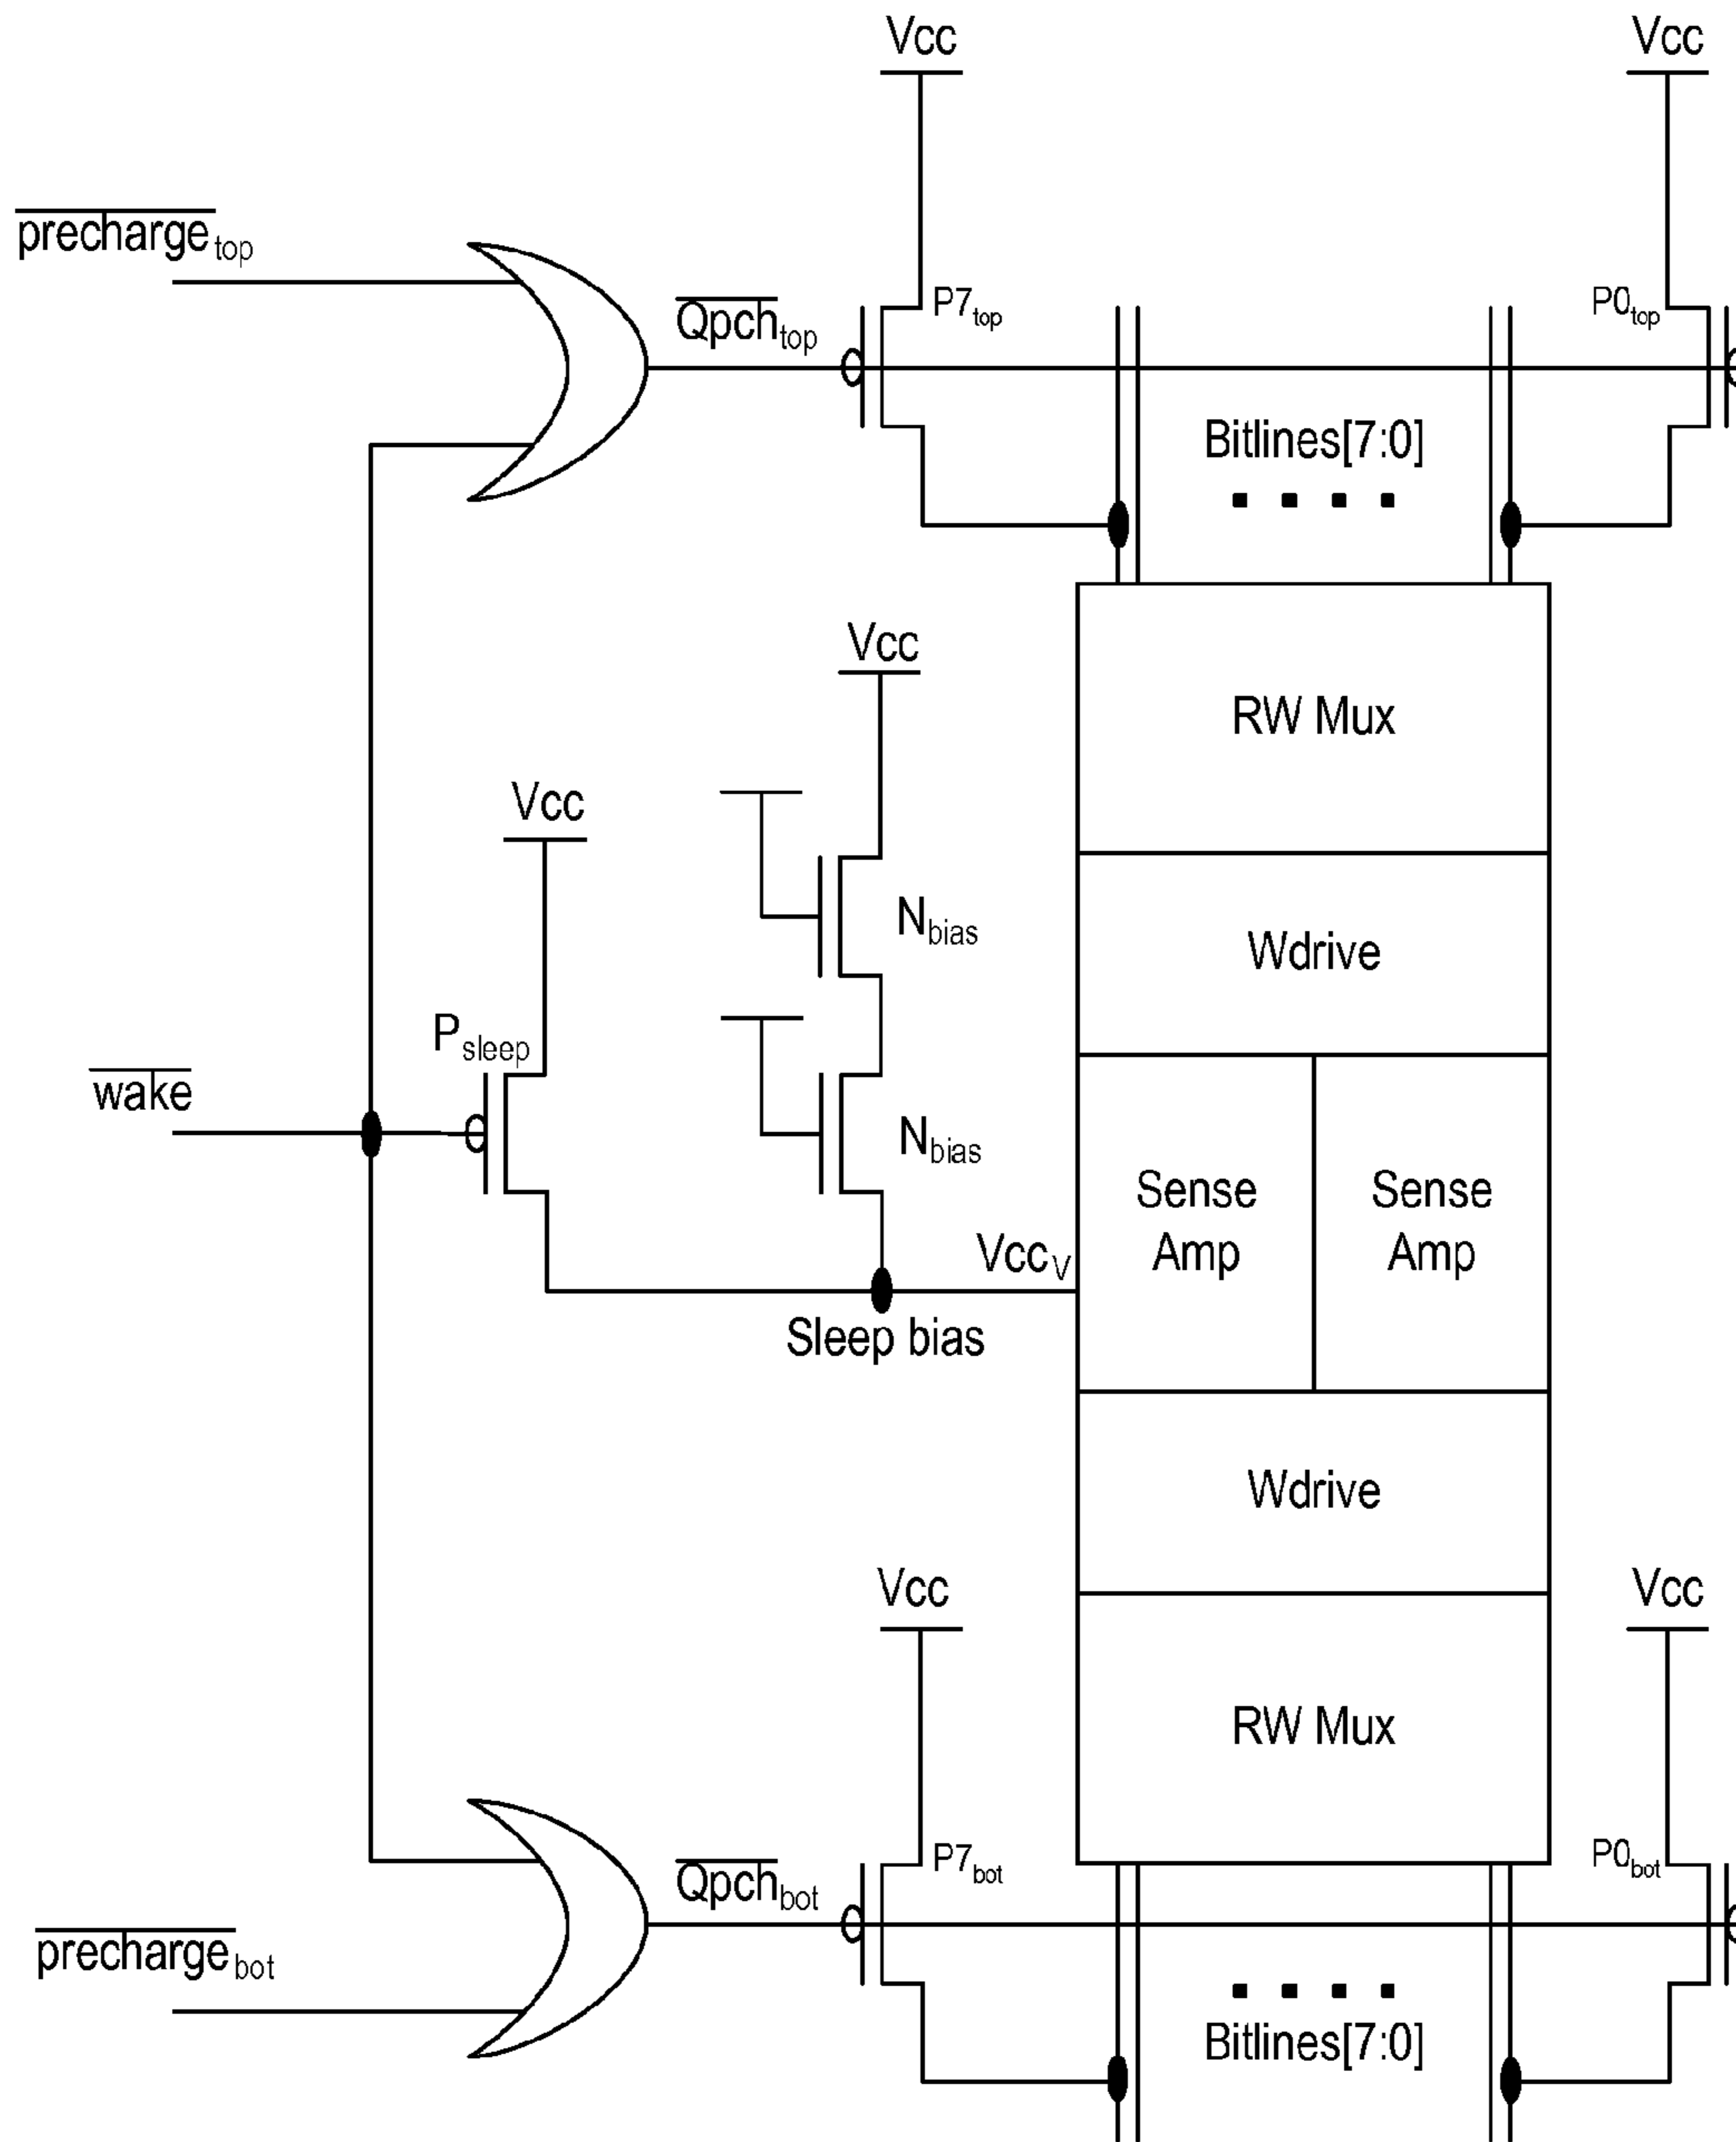 Vcc
Vcc
precharge top
Qpch top
P7 top
P0 top
Bitlines[7:0]
Vcc
RW Mux
Vcc
N bias
Wdrive
P sleep
wake
N bias
Sense Amp
Sense Amp
Vcc V
Sleep bias
Wdrive
Vcc
Vcc
RW Mux
Qpch bot
P7 bot
P0 bot
precharge bot
Bitlines[7:0]